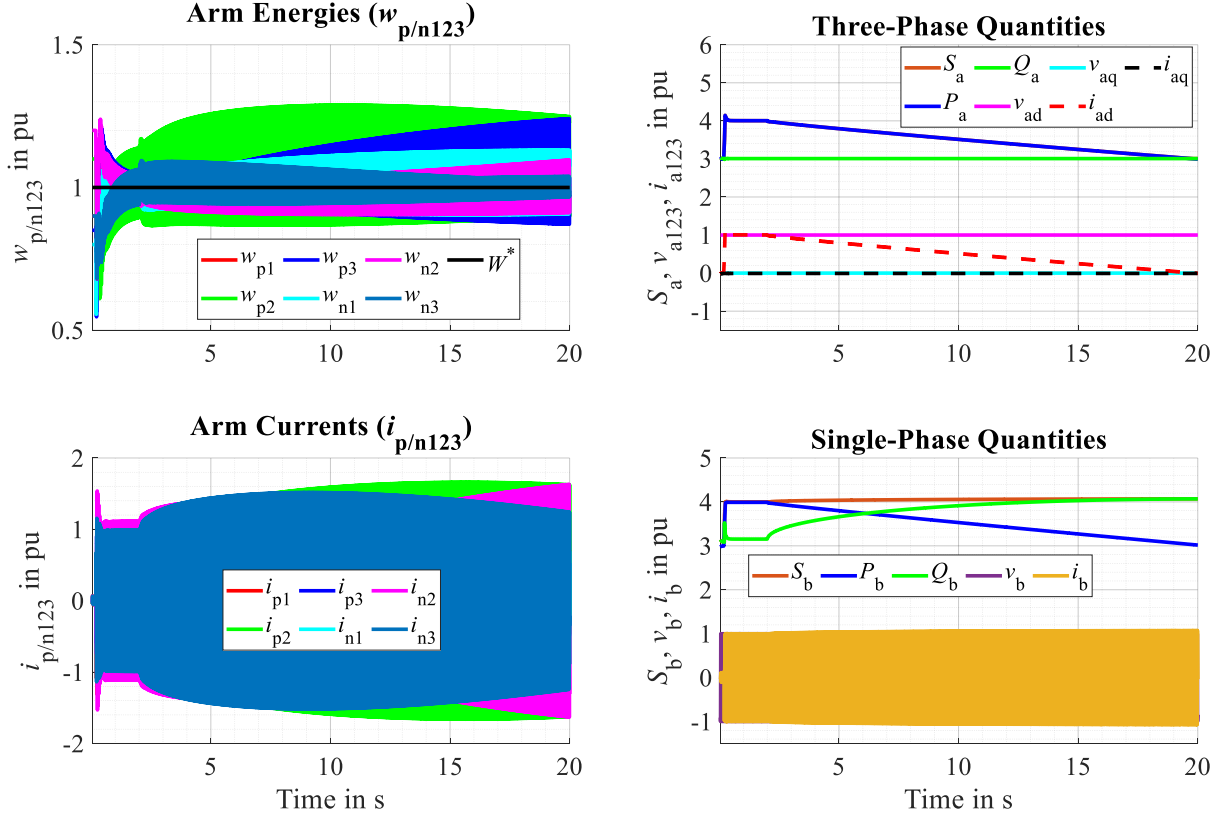 Arm Energies (w_p/n123)
1.5
1
0.5
w_p/n123 in pu
w_p1 w_p3 w_n2 W*
w_p2 w_n1 w_n3
5 10 15 20
Three-Phase Quantities
6
5
4
3
2
1
0
-1
S_a, v_a123, i_a123 in pu
S_a Q_a v_aq i_aq
P_a v_ad i_ad
5 10 15 20
Arm Currents (i_p/n123)
2
1
0
-1
-2
i_p/n123 in pu
i_p1 i_p3 i_n2
i_p2 i_n1 i_n3
5 10 15 20
Time in s
Single-Phase Quantities
5
4
3
2
1
0
-1
S_b, v_b, i_b in pu
S_b P_b Q_b v_b i_b
5 10 15 20
Time in s